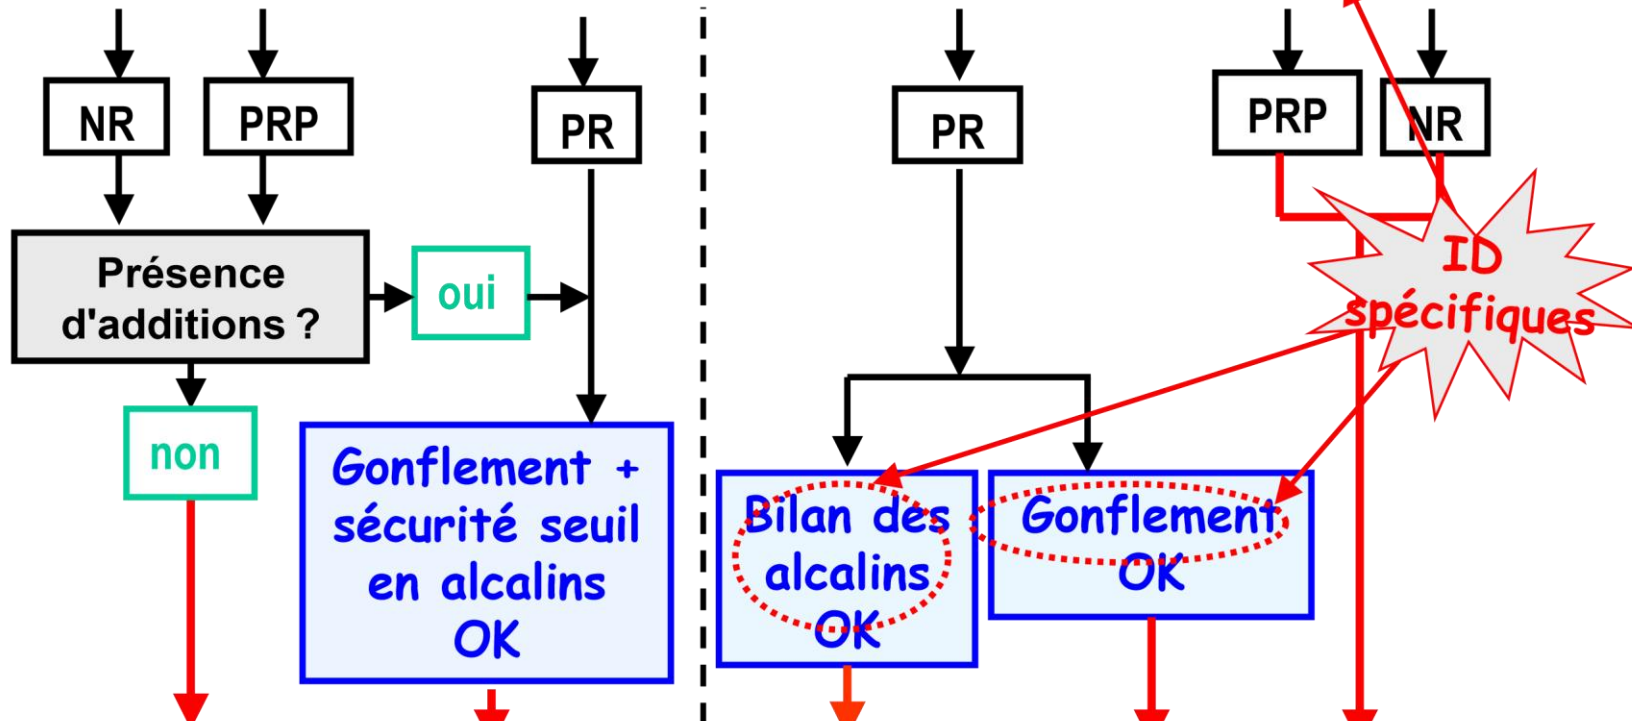 NR
PRP
PR
PR
PRP
NR
Présence
d'additions ?
oui
non
Gonflement +
sécurité seuil
en alcalins
OK
ID
spécifiques
Bilan des
alcalins
OK
Gonflement
OK